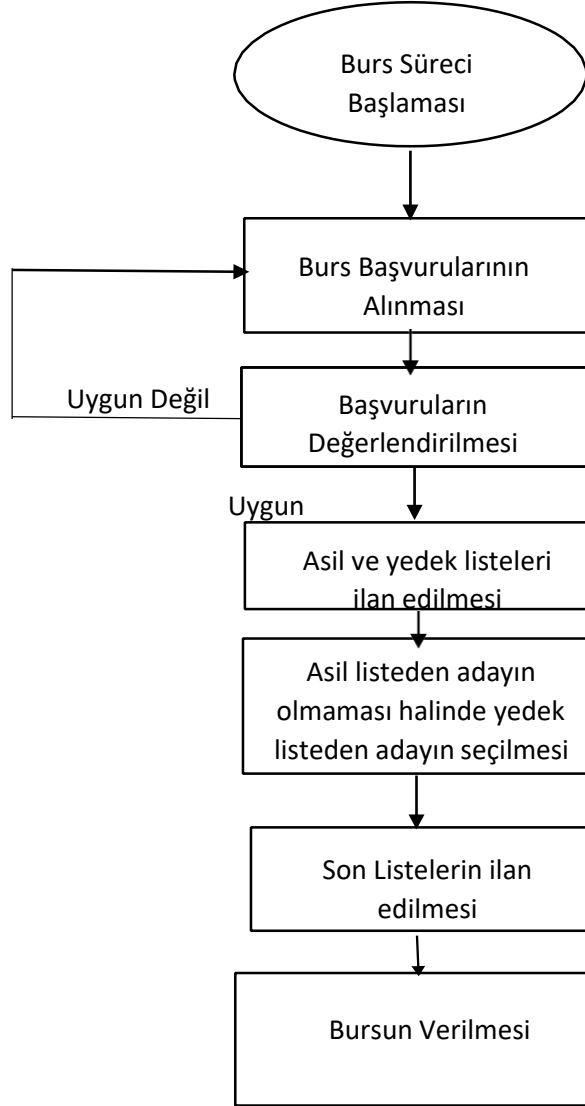 Burs Süreci
Başlaması
Burs Başvurularının
Alınması
Uygun Değil
Başvuruların
Değerlendirilmesi
Uygun
Asil ve yedek listeleri
ilan edilmesi
Asil listeden adayın
olmaması halinde yedek
listeden adayın seçilmesi
Son Listelerin ilan
edilmesi
Bursun Verilmesi